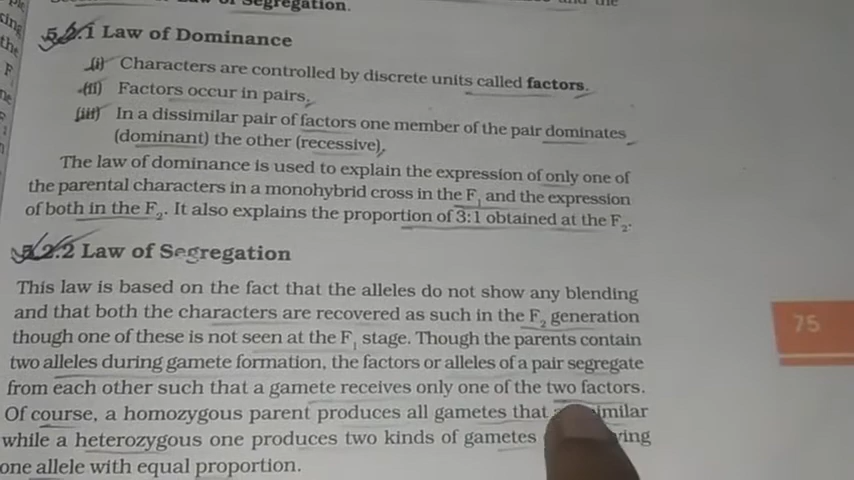 of Segregation.
and the
5.2.1 Law of Dominance
(i) Characters are controlled by discrete units called factors.
(ii) Factors occur in pairs.
(iii) In a dissimilar pair of factors one member of the pair dominates
(dominant) the other (recessive).
The law of dominance is used to explain the expression of only one of
the parental characters in a monohybrid cross in the F1 and the expression
of both in the F2. It also explains the proportion of 3:1 obtained at the F2.
5.2.2 Law of Segregation
This law is based on the fact that the alleles do not show any blending
and that both the characters are recovered as such in the F2 generation
though one of these is not seen at the F1 stage. Though the parents contain
two alleles during gamete formation, the factors or alleles of a pair segregate
from each other such that a gamete receives only one of the two factors.
Of course, a homozygous parent produces all gametes that similar
while a heterozygous one produces two kinds of gametes
one allele with equal proportion.
75